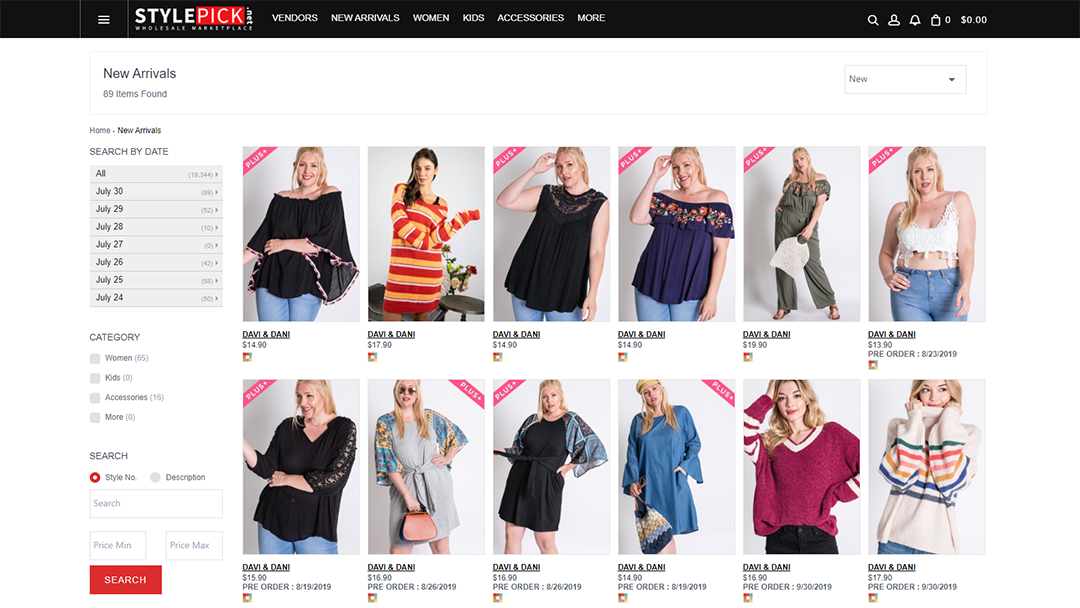 STYLEPICK.net
WHOLESALE MARKETPLACE
VENDORS NEW ARRIVALS WOMEN KIDS ACCESSORIES MORE
0 $0.00
New Arrivals
89 Items Found
New
Home New Arrivals
SEARCH BY DATE
All (19,344)
July 30 (89)
July 29 (52)
July 28 (10)
July 27 (0)
July 26 (42)
July 25 (68)
July 24 (50)
CATEGORY
Women (65)
Kids (0)
Accessories (16)
More (0)
SEARCH
Style No. Description
Search
Price Min Price Max
SEARCH
PLUS+ PLUS+ PLUS+ PLUS+ PLUS+
DAVI & DANI DAVI & DANI DAVI & DANI DAVI & DANI DAVI & DANI DAVI & DANI
$14.90 $17.90 $14.90 $14.90 $19.90 $13.90
PRE ORDER : 8/23/2019
PLUS+ PLUS+ PLUS+ PLUS+
DAVI & DANI DAVI & DANI DAVI & DANI DAVI & DANI DAVI & DANI DAVI & DANI
$15.90 $16.90 $16.90 $14.90 $16.90 $17.90
PRE ORDER : 8/19/2019 PRE ORDER : 8/26/2019 PRE ORDER : 8/26/2019 PRE ORDER : 8/19/2019 PRE ORDER : 9/30/2019 PRE ORDER : 9/30/2019